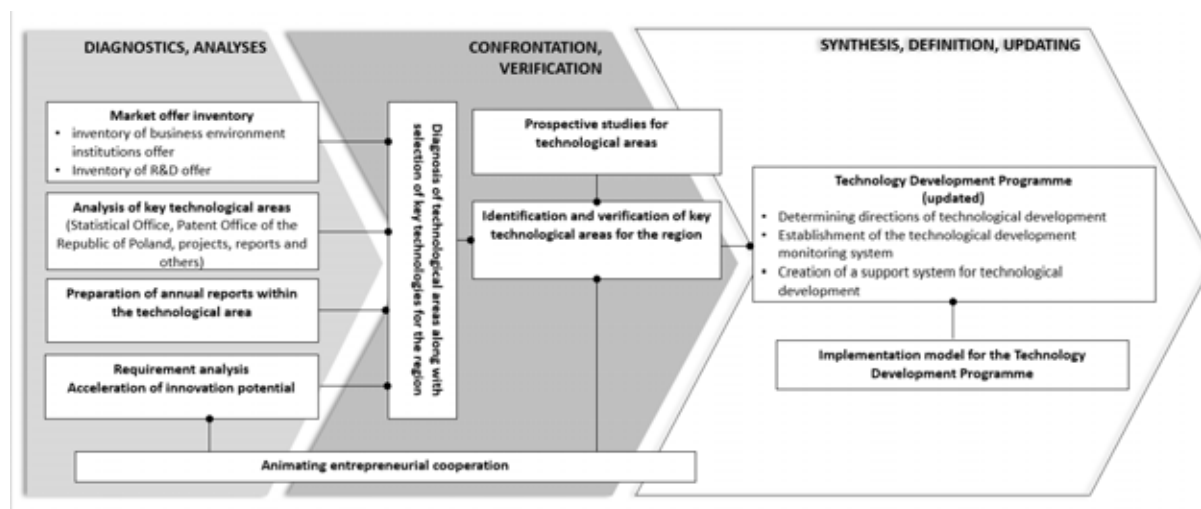 DIAGNOSTICS, ANALYSES
Market offer inventory
• inventory of business environment
institutions offer
• Inventory of R&D offer
Analysis of key technological areas
(Statistical Office, Patent Office of the
Republic of Poland, projects, reports and
others)
Preparation of annual reports within
the technological area
Requirement analysis
Acceleration of innovation potential
CONFRONTATION,
VERIFICATION
Diagnosis of technological areas along with
selection of key technologies for the region
Prospective studies for
technological areas
Identification and verification of key
technological areas for the region
Animating entrepreneurial cooperation
SYNTHESIS, DEFINITION, UPDATING
Technology Development Programme
(updated)
• Determining directions of technological development
• Establishment of the technological development
monitoring system
• Creation of a support system for technological
development
Implementation model for the Technology
Development Programme